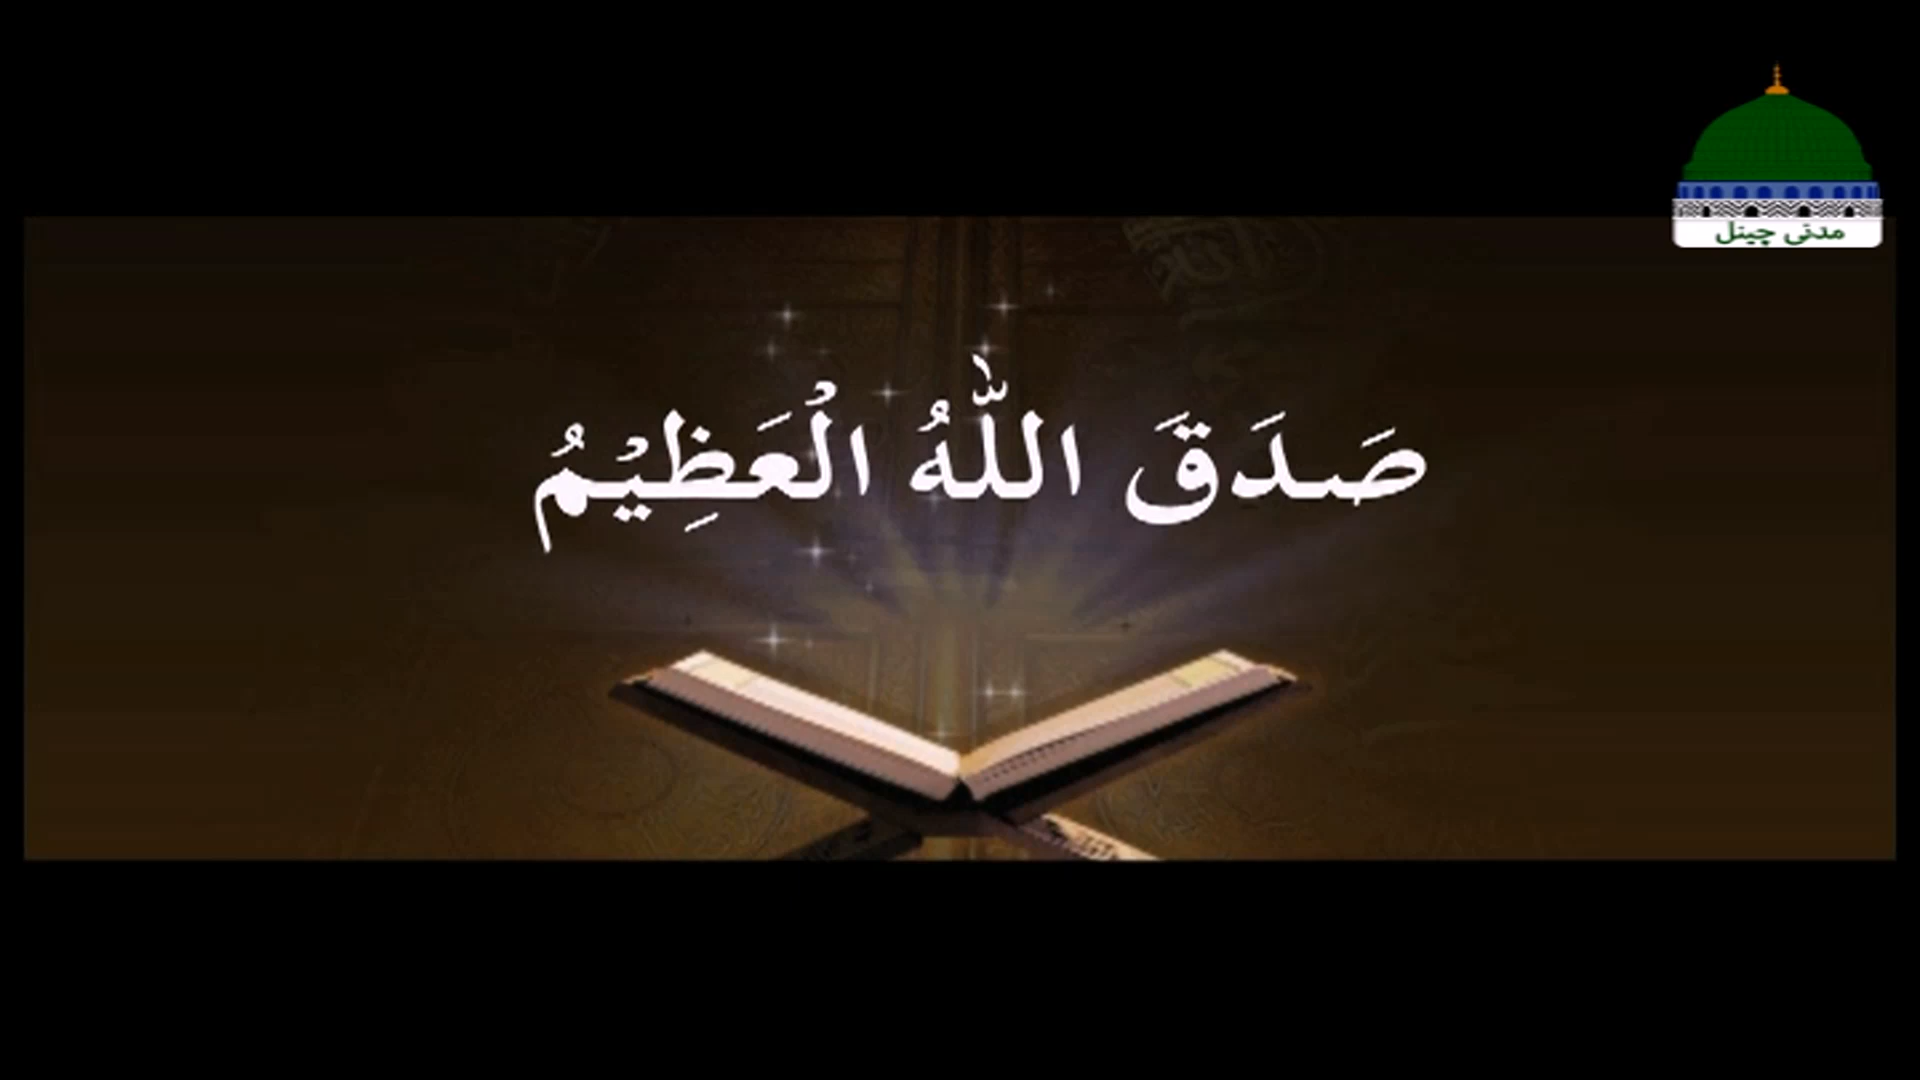 مدنی چینل
صَدَقَ اللّٰهُ الْعَظِيْمُ